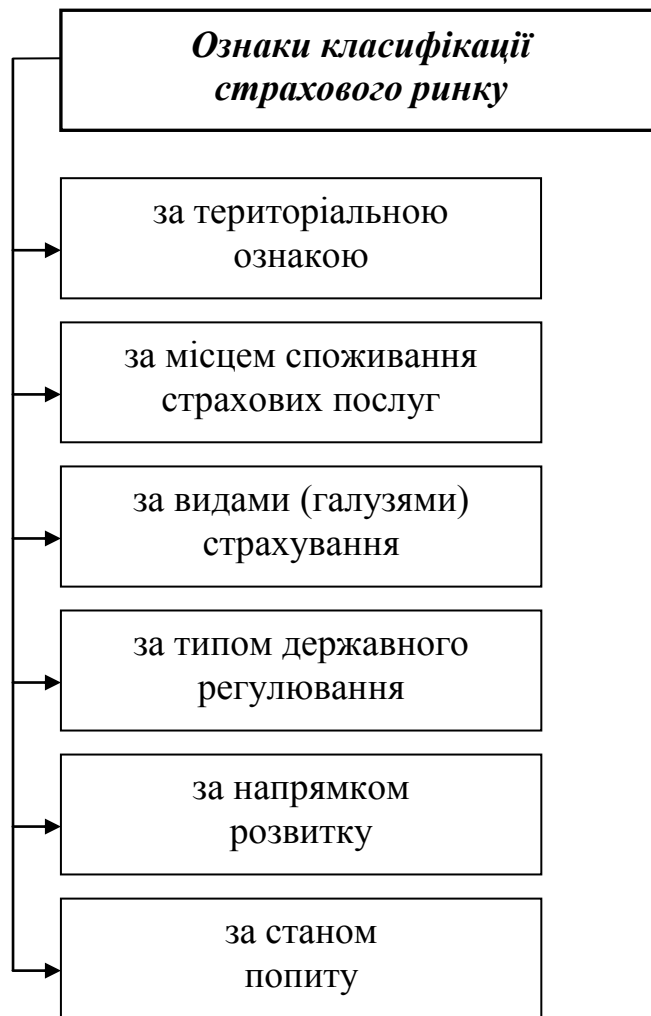 Ознаки класифікації
страхового ринку
за територіальною
ознакою
за місцем споживання
страхових послуг
за видами (галузями)
страхування
за типом державного
регулювання
за напрямком
розвитку
за станом
попиту